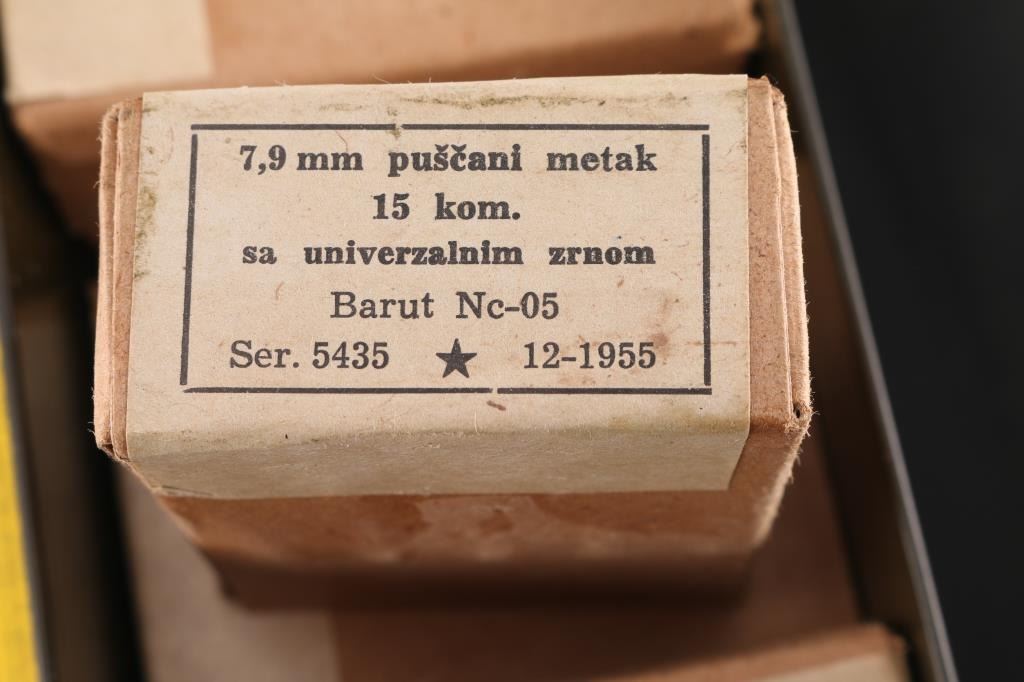 7,9 mm puščani metak
15 kom.
sa univerzalnim zrnom
Barut Nc-05
Ser. 5435 ★ 12-1955